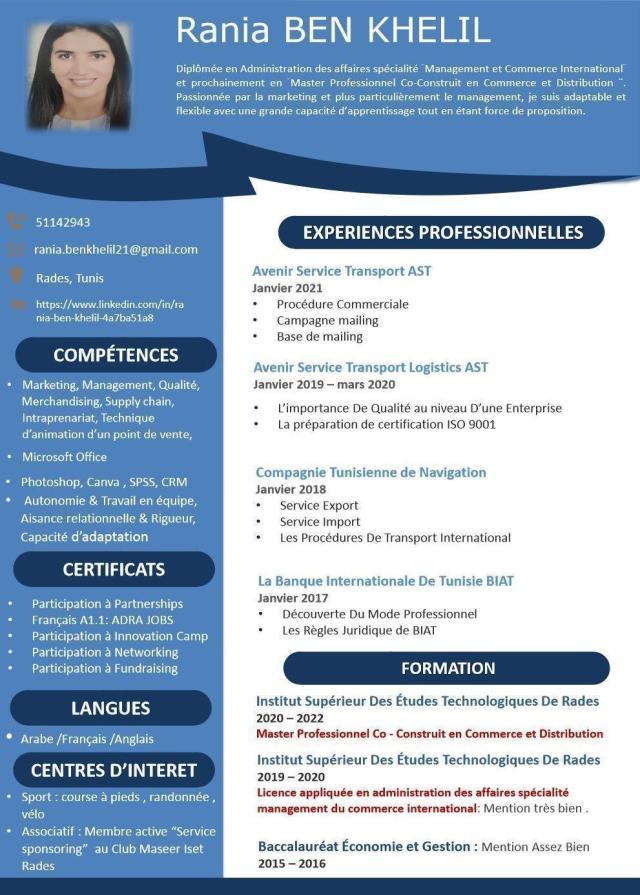 Rania BEN KHELIL
Diplômée en Administration des affaires spécialité ¨Management et Commerce International¨
et prochainement en ¨Master Professionnel Co-Construit en Commerce et Distribution ¨.
Passionnée par la marketing et plus particulièrement le management, je suis adaptable et
flexible avec une grande capacité d’apprentissage tout en étant force de proposition.
51142943
rania.benkhelil21@gmail.com
Rades, Tunis
https://www.linkedin.com/in/ra
nia-ben-khelil-4a7ba51a8
COMPÉTENCES
• Marketing, Management, Qualité,
Merchandising, Supply chain,
Intraprenariat, Technique
d’animation d’un point de vente,
• Microsoft Office
• Photoshop, Canva , SPSS, CRM
• Autonomie & Travail en équipe,
Aisance relationnelle & Rigueur,
Capacité d’adaptation
CERTIFICATS
• Participation à Partnerships
• Français A1.1: ADRA JOBS
• Participation à Innovation Camp
• Participation à Networking
• Participation à Fundraising
LANGUES
• Arabe /Français /Anglais
CENTRES D’INTERET
• Sport : course à pieds , randonnée ,
vélo
• Associatif : Membre active “Service
sponsoring” au Club Maseer Iset
Rades
EXPERIENCES PROFESSIONNELLES
Avenir Service Transport AST
Janvier 2021
• Procédure Commerciale
• Campagne mailing
• Base de mailing
Avenir Service Transport Logistics AST
Janvier 2019 – mars 2020
• L’importance De Qualité au niveau D’une Enterprise
• La préparation de certification ISO 9001
Compagnie Tunisienne de Navigation
Janvier 2018
• Service Export
• Service Import
• Les Procédures De Transport International
La Banque Internationale De Tunisie BIAT
Janvier 2017
• Découverte Du Mode Professionnel
• Les Règles Juridique de BIAT
FORMATION
Institut Supérieur Des Études Technologiques De Rades
2020 – 2022
Master Professionnel Co - Construit en Commerce et Distribution
Institut Supérieur Des Études Technologiques De Rades
2019 – 2020
Licence appliquée en administration des affaires spécialité
management du commerce international: Mention très bien .
Baccalauréat Économie et Gestion : Mention Assez Bien
2015 – 2016